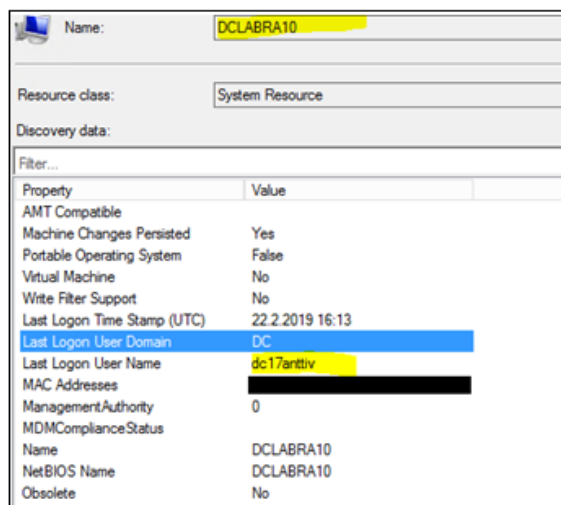 Name: DCLABRA10
Resource class: System Resource
Discovery data:
Filter...
Property Value
AMT Compatible
Machine Changes Persisted Yes
Portable Operating System False
Virtual Machine No
Write Filter Support No
Last Logon Time Stamp (UTC) 22.2.2019 16:13
Last Logon User Domain DC
Last Logon User Name dc17anttiv
MAC Addresses
ManagementAuthority 0
MDMComplianceStatus
Name DCLABRA10
NetBIOS Name DCLABRA10
Obsolete No